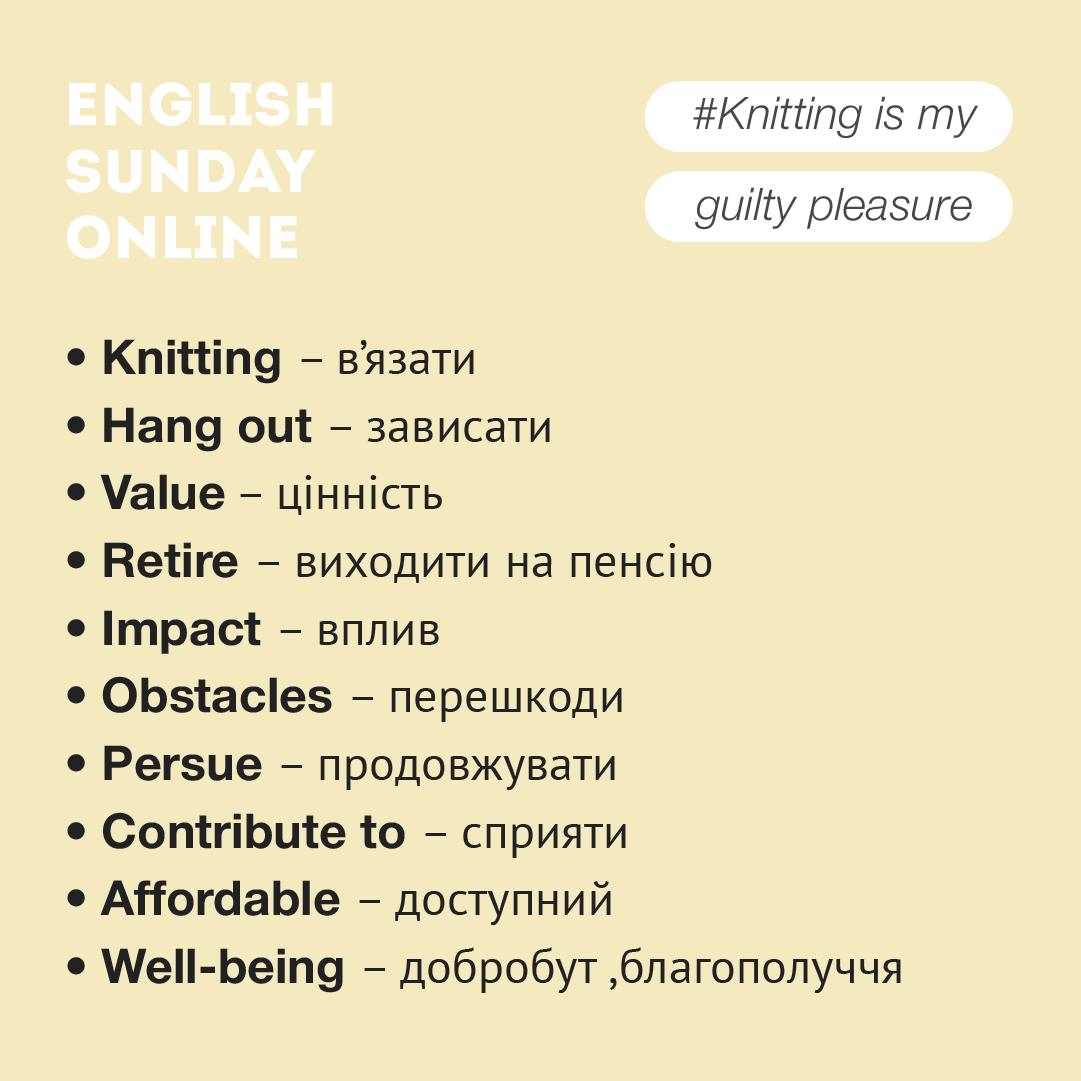 ENGLISH
SUNDAY
ONLINE
#Knitting is my
guilty pleasure
• Knitting – в’язати
• Hang out – зависати
• Value – цінність
• Retire – виходити на пенсію
• Impact – вплив
• Obstacles – перешкоди
• Persue – продовжувати
• Contribute to – сприяти
• Affordable – доступний
• Well-being – добробут ,благополуччя